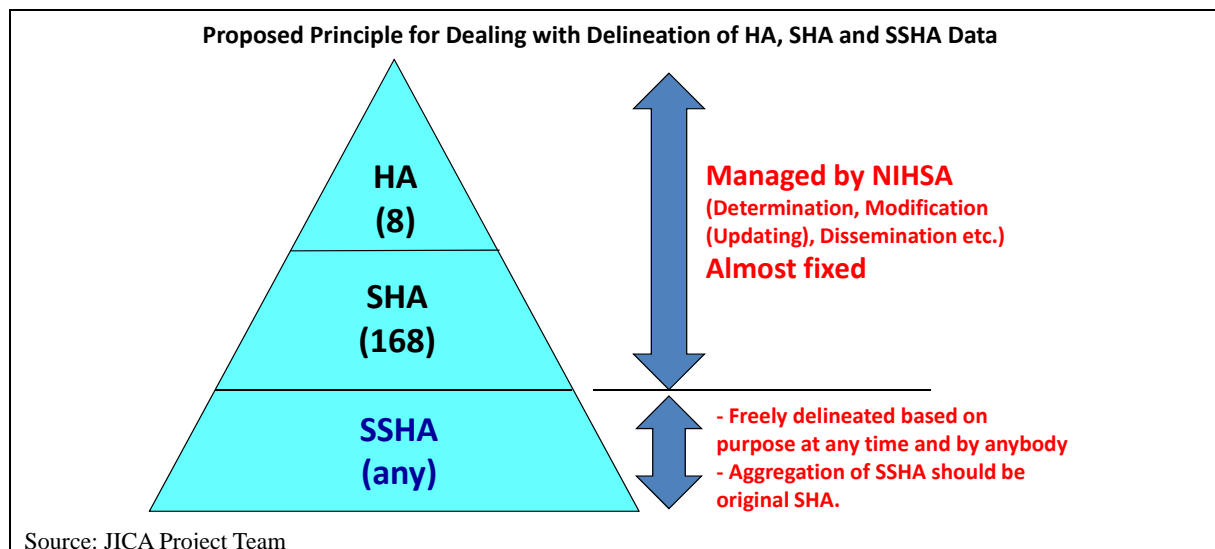 Proposed Principle for Dealing with Delineation of HA, SHA and SSHA Data
HA
(8)
SHA
(168)
SSHA
(any)
Managed by NIHSA
(Determination, Modification
(Updating), Dissemination etc.)
Almost fixed
- Freely delineated based on
purpose at any time and by anybody
- Aggregation of SSHA should be
original SHA.
Source: JICA Project Team